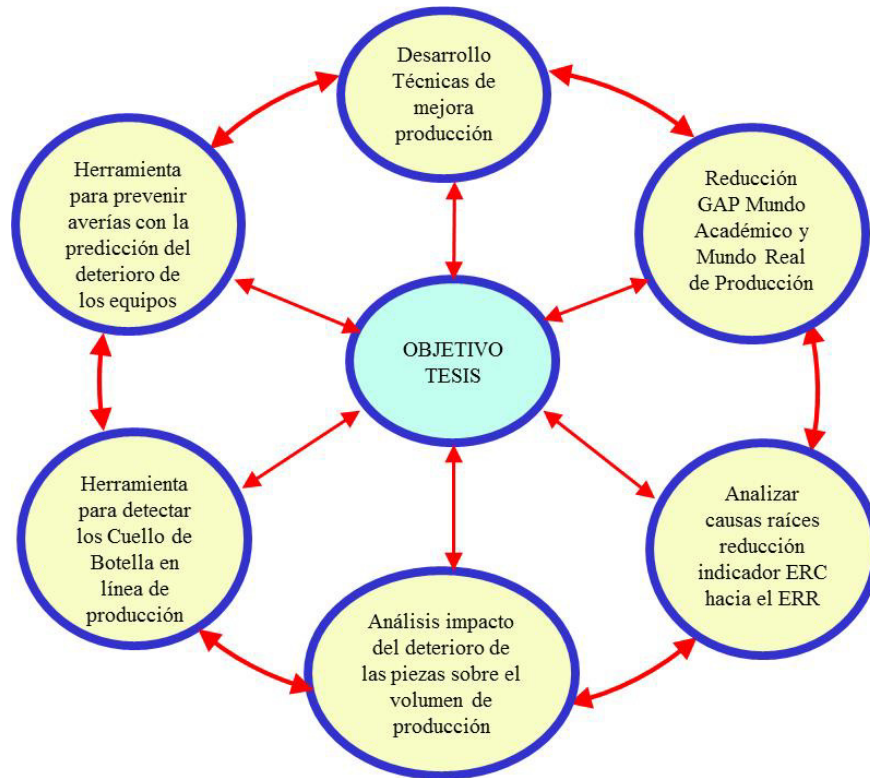 Desarrollo
Técnicas de
mejora
producción
Herramienta
para prevenir
averías con la
predicción del
deterioro de
los equipos
Reducción
GAP Mundo
Académico y
Mundo Real
de Producción
OBJETIVO
TESIS
Herramienta
para detectar
los Cuello de
Botella en
línea de
producción
Analizar
causas raíces
reducción
indicador ERC
hacia el ERR
Análisis impacto
del deterioro de
las piezas sobre el
volumen de
producción